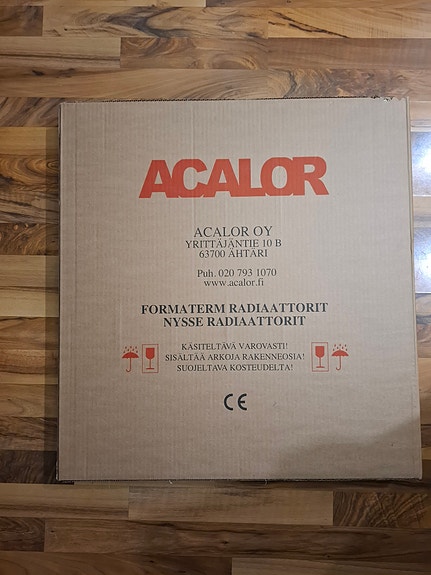 ACALOR
ACALOR OY
YRITTÄJÄNTIE 10 B
63700 ÄHTÄRI
Puh. 020 793 1070
www.acalor.fi
FORMATERM RADIAATTORIT
NYSSE RADIAATTORIT
KÄSITELTÄVÄ VAROVASTI!
SISÄLTÄÄ ARKOJA RAKENNEOSIA!
SUOJELTAVA KOSTEUDELTA!
CE